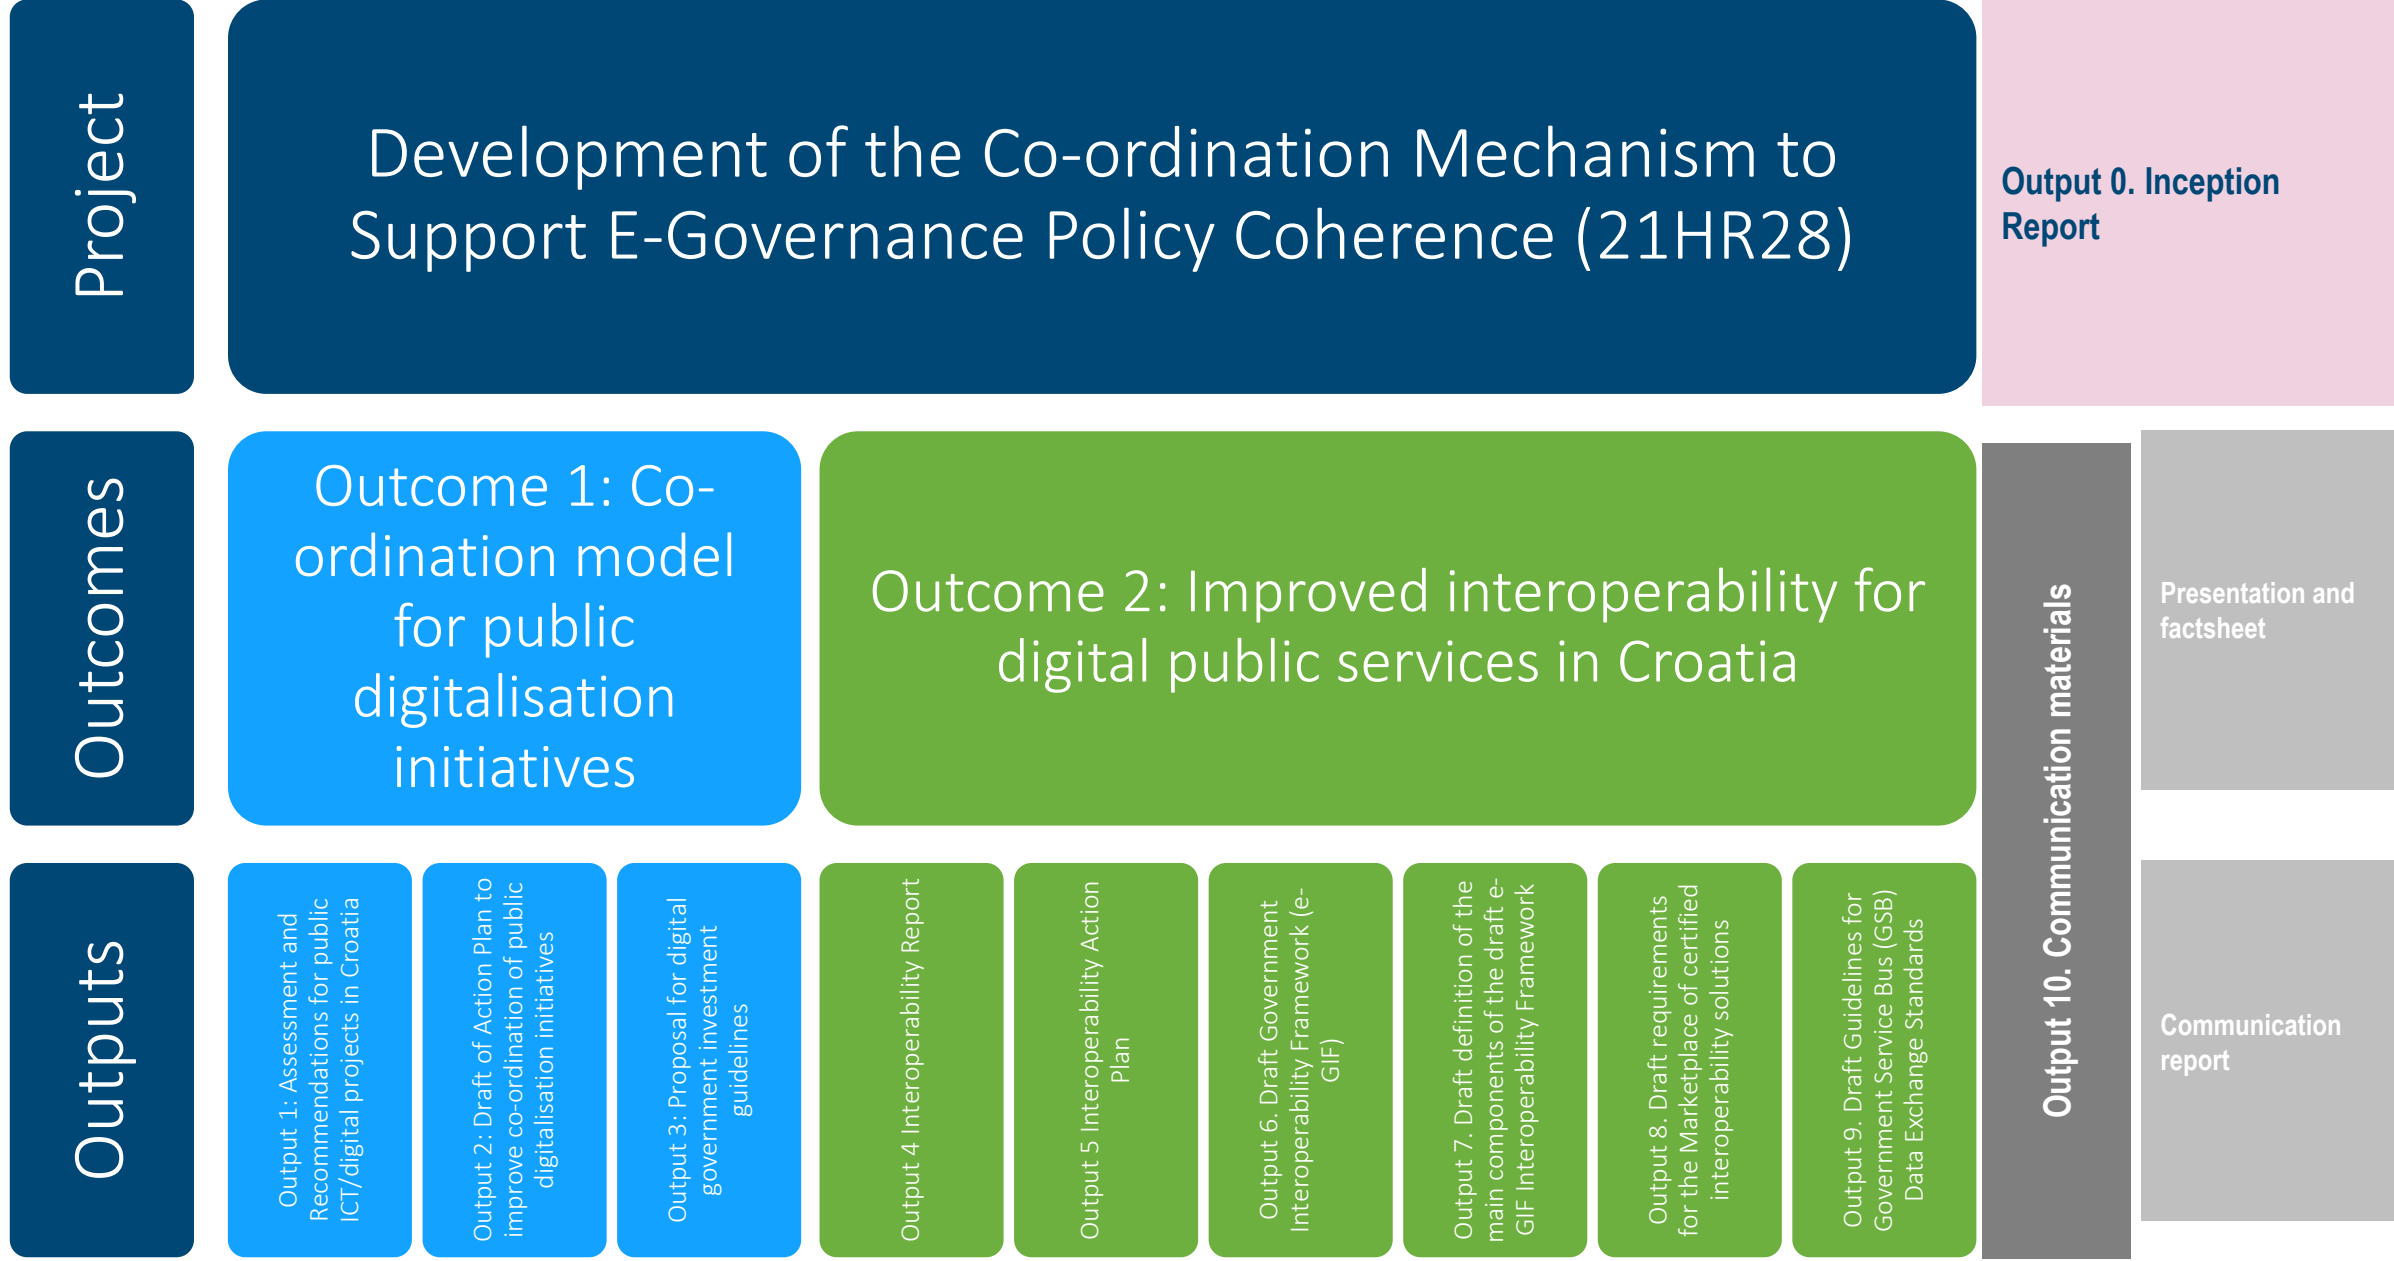 Project
Development of the Co-ordination Mechanism to
Support E-Governance Policy Coherence (21HR28)
Output 0. Inception
Report
Outcomes
Outcome 1: Co-
ordination model
for public
digitalisation
initiatives
Outcome 2: Improved interoperability for
digital public services in Croatia
Output 10. Communication materials
Presentation and
factsheet
Outputs
Output 1: Assessment and
Recommendations for public
ICT/digital projects in Croatia
Output 2: Draft of Action Plan to
improve co-ordination of public
digitalisation initiatives
Output 3: Proposal for digital
government investment
guidelines
Output 4 Interoperability Report
Output 5 Interoperability Action
Plan
Output 6. Draft Government
Interoperability Framework (e-
GIF)
Output 7. Draft definition of the
main components of the draft e-
GIF Interoperability Framework
Output 8. Draft requirements
for the Marketplace of certified
interoperability solutions
Output 9. Draft Guidelines for
Government Service Bus (GSB)
Data Exchange Standards
Communication
report